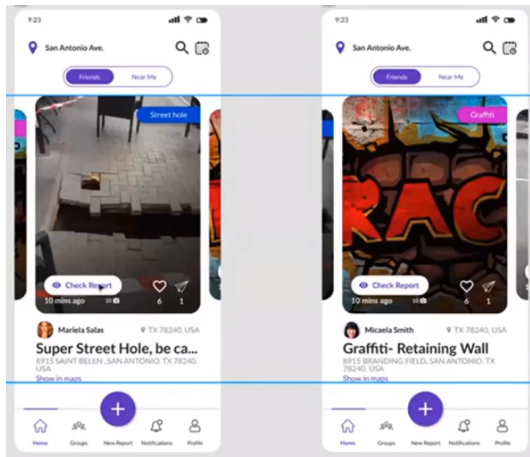 9:23
San Antonio Ave.
Friends
Near Me
Street hole
Check Report
10 mins ago
10
6
1
Mariela Salas
TX 78240, USA
Super Street Hole, be ca...
8915 SAINT BELEN , SAN ANTONIO. TX 78240,
USA
Show in maps
+
Home
Groups
New Report
Notifications
Profile
9:23
San Antonio Ave.
Friends
Near Me
Graffiti
RAC
Check Report
10 mins ago
10
6
1
Micaela Smith
TX 78240, USA
Graffiti- Retaining Wall
8915 BRANDING FIELD, SAN ANTONIO. TX
78240, USA
Show in maps
+
Home
Groups
New Report
Notifications
Profile